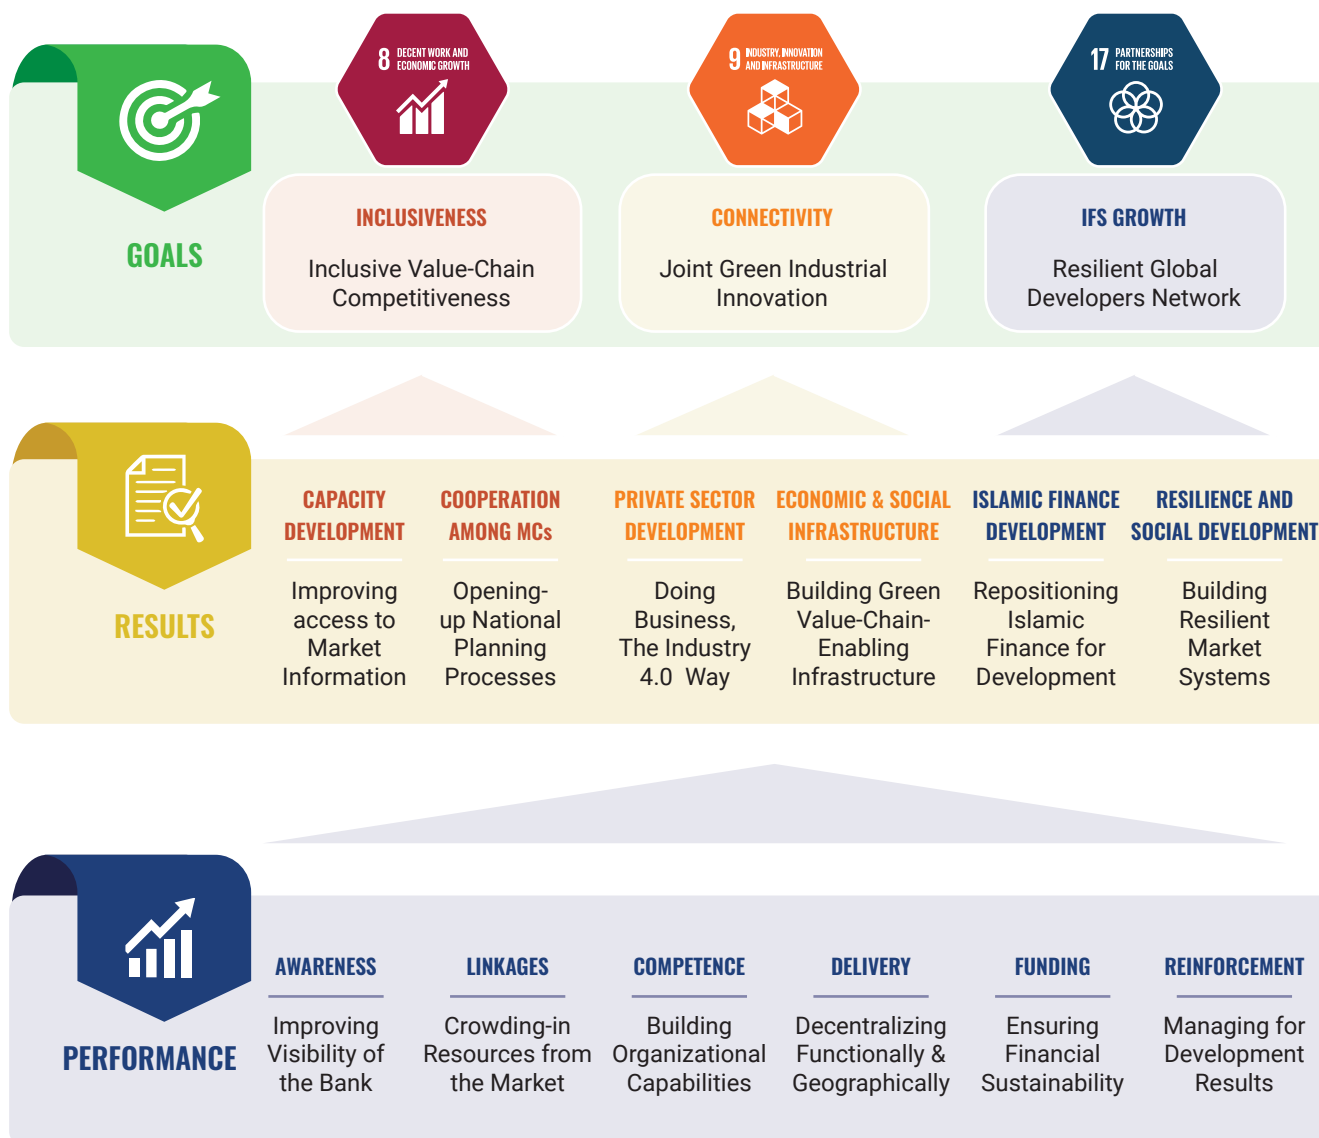 8 DECENT WORK AND
ECONOMIC GROWTH
9 INDUSTRY, INNOVATION
AND INFRASTRUCTURE
17 PARTNERSHIPS
FOR THE GOALS
GOALS
INCLUSIVENESS
Inclusive Value-Chain
Competitiveness
CONNECTIVITY
Joint Green Industrial
Innovation
IFS GROWTH
Resilient Global
Developers Network
RESULTS
CAPACITY
DEVELOPMENT
Improving
access to
Market
Information
COOPERATION
AMONG MCs
Opening-
up National
Planning
Processes
PRIVATE SECTOR
DEVELOPMENT
Doing
Business,
The Industry
4.0 Way
ECONOMIC & SOCIAL
INFRASTRUCTURE
Building Green
Value-Chain-
Enabling
Infrastructure
ISLAMIC FINANCE
DEVELOPMENT
Repositioning
Islamic
Finance for
Development
RESILIENCE AND
SOCIAL DEVELOPMENT
Building
Resilient
Market
Systems
PERFORMANCE
AWARENESS
Improving
Visibility of
the Bank
LINKAGES
Crowding-in
Resources from
the Market
COMPETENCE
Building
Organizational
Capabilities
DELIVERY
Decentralizing
Functionally &
Geographically
FUNDING
Ensuring
Financial
Sustainability
REINFORCEMENT
Managing for
Development
Results